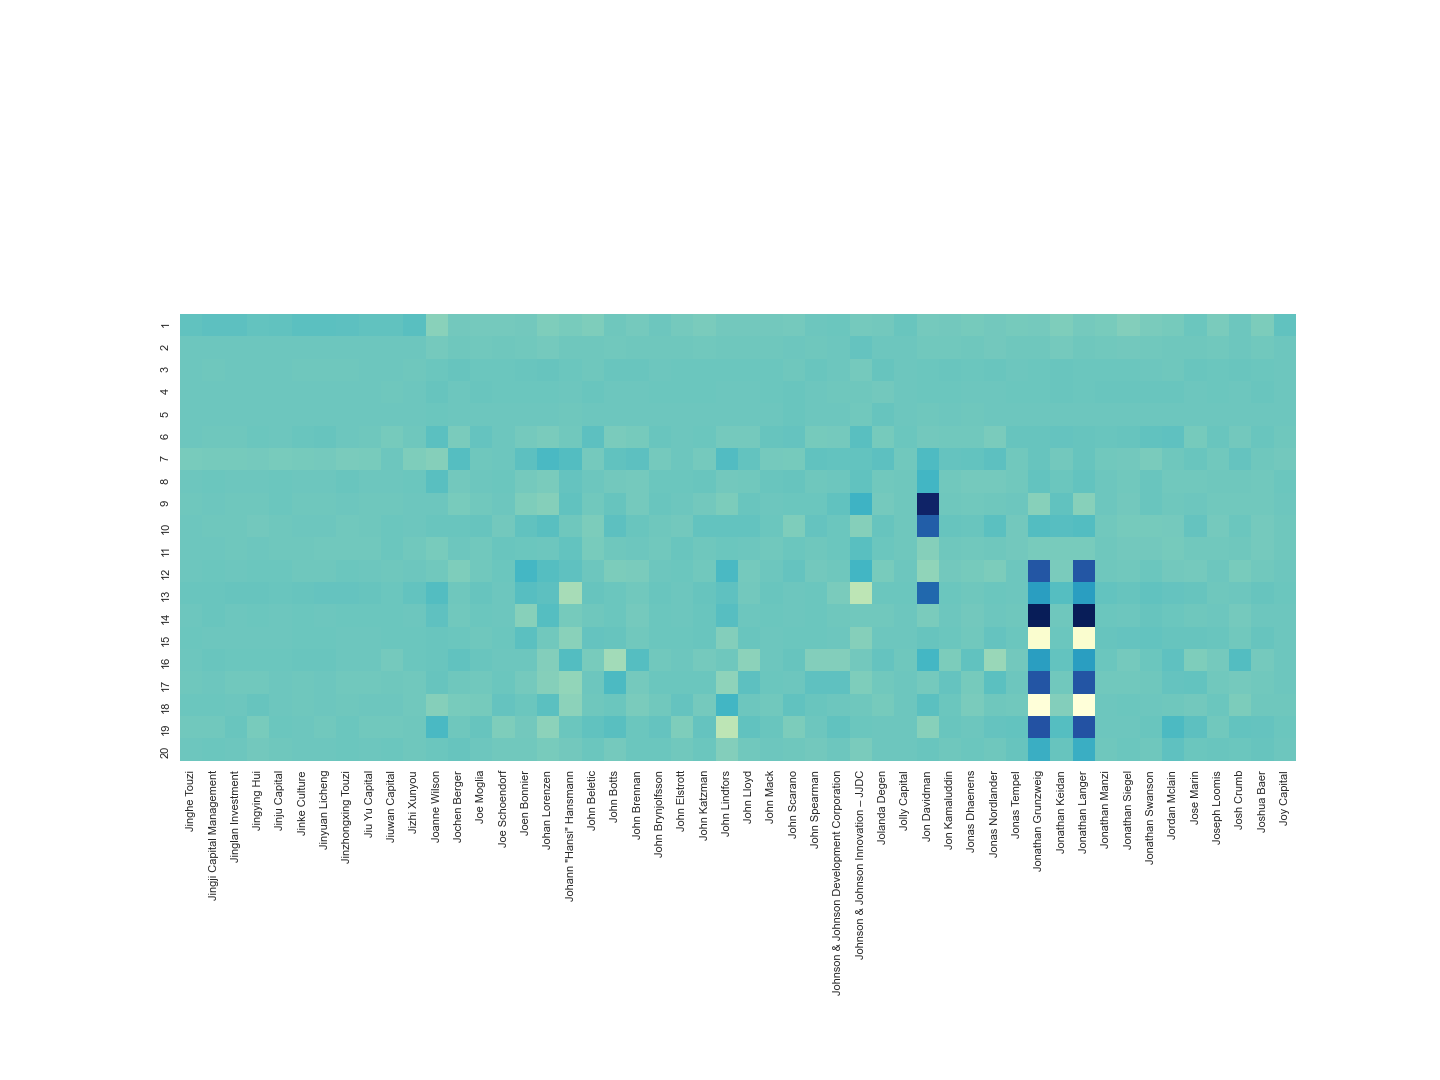 1
2
3
4
5
6
7
8
9
10
11
12
13
14
15
16
17
18
19
20
Jinghe Touzi
Jingji Capital Management
Jinglan Investment
Jingying Hui
Jinju Capital
Jinke Culture
Jinyuan Licheng
Jinzhongxing Touzi
Jiu Yu Capital
Jiuwan Capital
Jizhi Xunyou
Joanne Wilson
Jochen Berger
Joe Moglia
Joe Schoendorf
Joen Bonnier
Johan Lorenzen
Johann "Hansi" Hansmann
John Beletic
John Botts
John Brennan
John Brynjolfsson
John Elstrott
John Katzman
John Lindfors
John Lloyd
John Mack
John Scarano
John Spearman
Johnson & Johnson Development Corporation
Johnson & Johnson Innovation – JJDC
Jolanda Degen
Jolly Capital
Jon Davidman
Jon Kamaluddin
Jonas Dhaenens
Jonas Nordlander
Jonas Tempel
Jonathan Grunzweig
Jonathan Keidan
Jonathan Langer
Jonathan Manzi
Jonathan Siegel
Jonathan Swanson
Jordan Mclain
Jose Marin
Joseph Loomis
Josh Crumb
Joshua Baer
Joy Capital